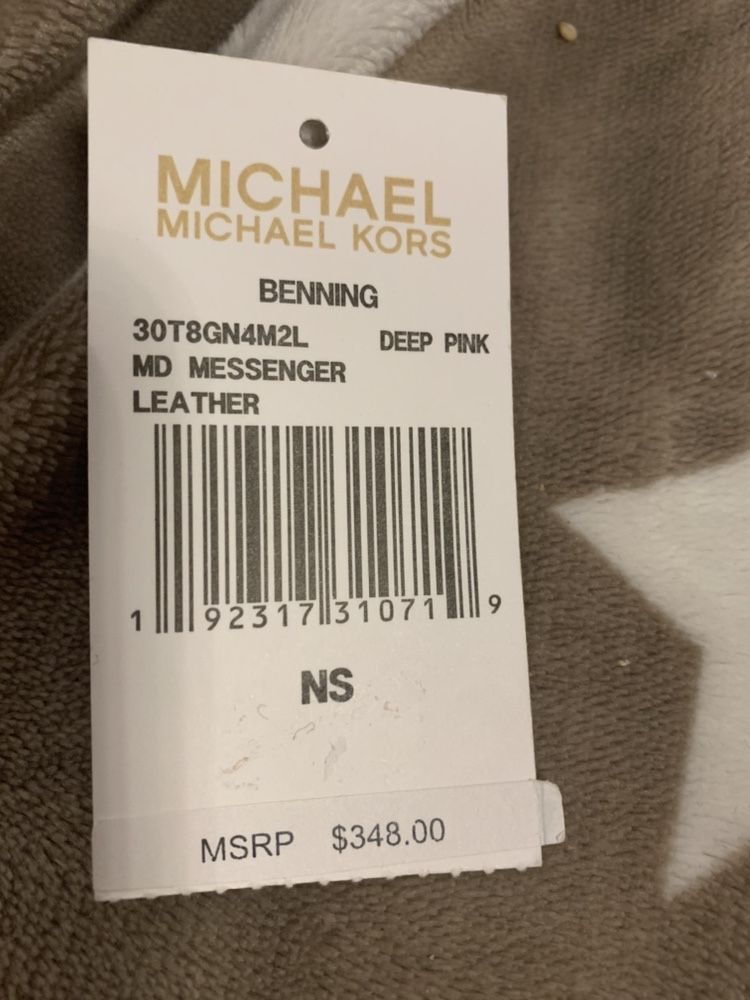 MICHAEL
MICHAEL KORS
BENNING
30T8GN4M2L DEEP PINK
MD MESSENGER
LEATHER
1 92317 31071 9
NS
MSRP $348.00